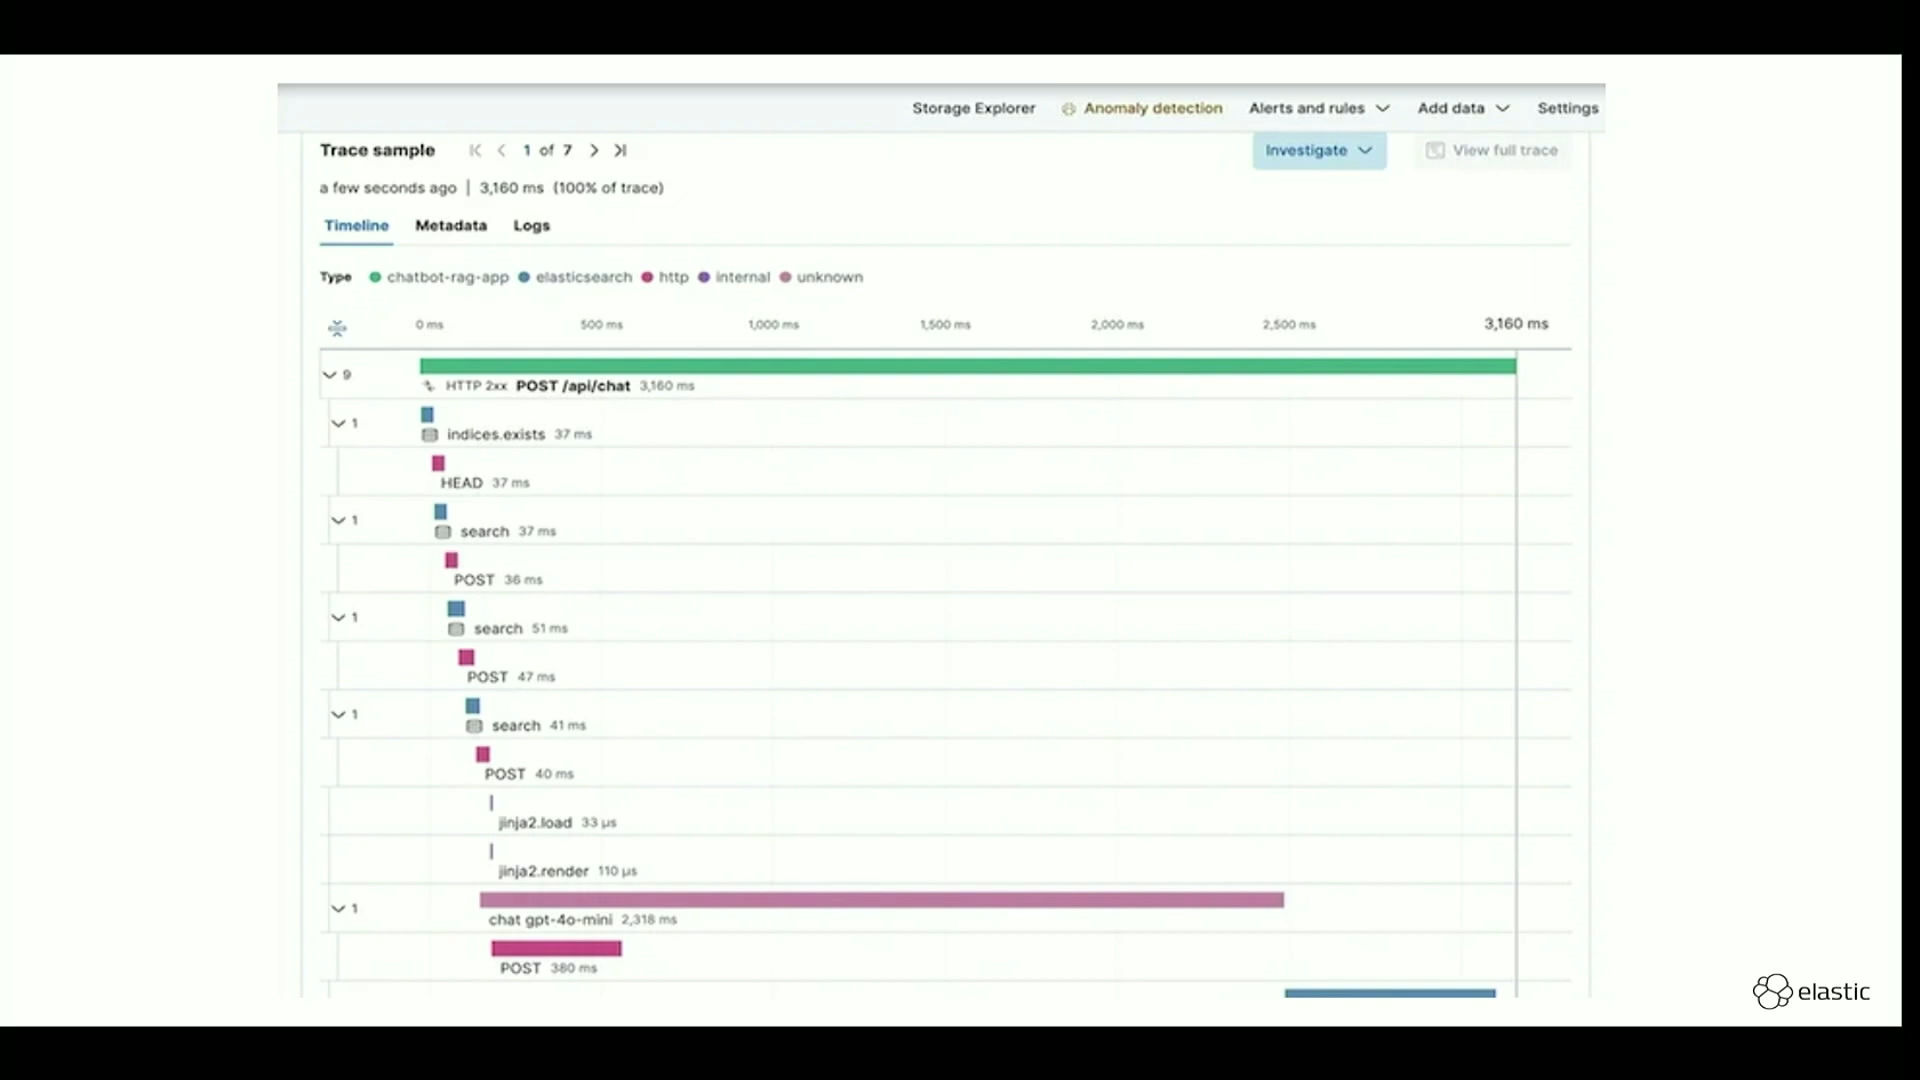 Storage Explorer Anomaly detection Alerts and rules Add data Settings
Trace sample 1 of 7 Investigate View full trace
a few seconds ago | 3,160 ms (100% of trace)
Timeline Metadata Logs
Type chatbot-rag-app elasticsearch http internal unknown
0 ms 500 ms 1,000 ms 1,500 ms 2,000 ms 2,500 ms 3,160 ms
9
HTTP 2xx POST /api/chat 3,160 ms
1
indices.exists 37 ms
HEAD 37 ms
1
search 37 ms
POST 36 ms
1
search 51 ms
POST 47 ms
1
search 41 ms
POST 40 ms
jinja2.load 33 μs
jinja2.render 110 μs
1
chat gpt-4o-mini 2,318 ms
POST 380 ms
elastic